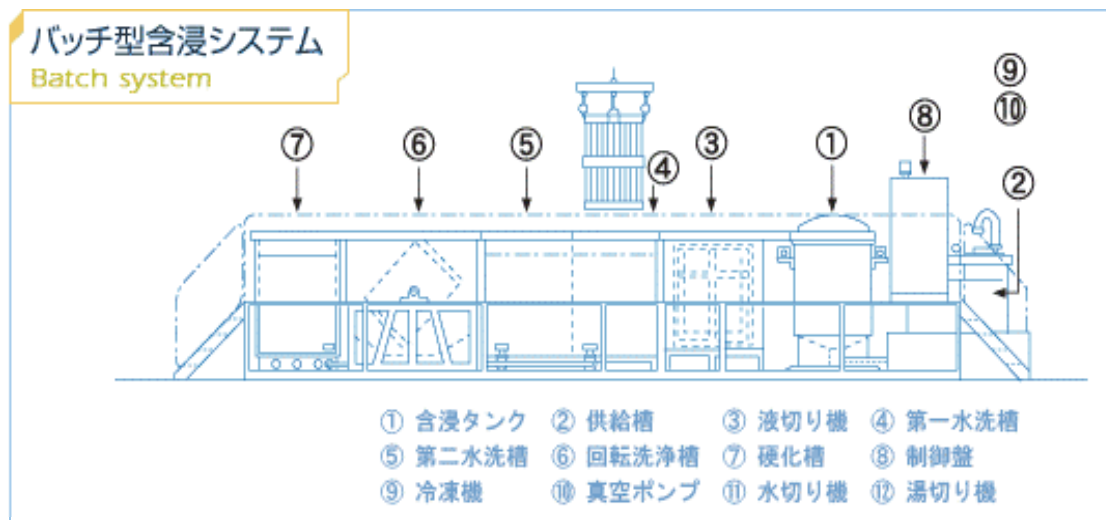 バッチ型含浸システム
Batch system
⑨
⑦ ⑥ ⑤ ③ ① ⑧ ⑩
④ ②
① 含浸タンク ② 供給槽 ③ 液切り機 ④ 第一水洗槽
⑤ 第二水洗槽 ⑥ 回転洗浄槽 ⑦ 硬化槽 ⑧ 制御盤
⑨ 冷凍機 ⑩ 真空ポンプ ⑪ 水切り機 ⑫ 湯切り機